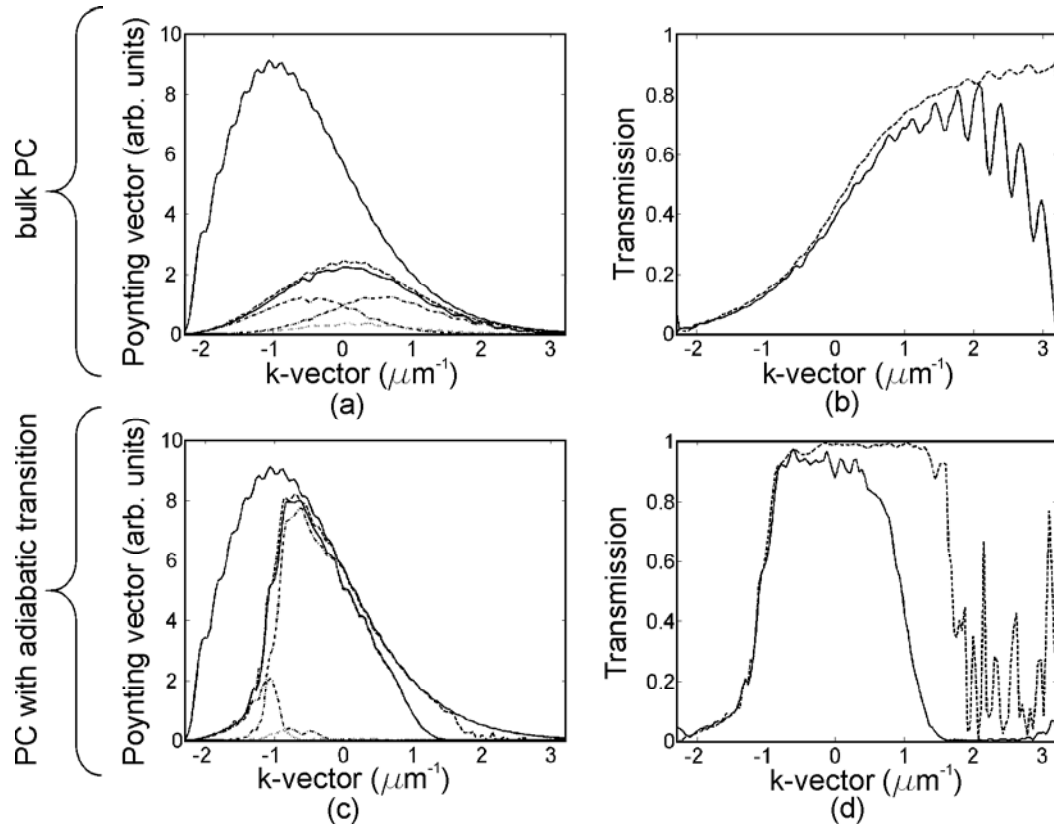 bulk PC
Poynting vector (arb. units)
10
8
6
4
2
0
-2 -1 0 1 2 3
k-vector (μm⁻¹)
(a)
Transmission
1
0.8
0.6
0.4
0.2
0
-2 -1 0 1 2 3
k-vector (μm⁻¹)
(b)
PC with adiabatic transition
Poynting vector (arb. units)
10
8
6
4
2
0
-2 -1 0 1 2 3
k-vector (μm⁻¹)
(c)
Transmission
1
0.8
0.6
0.4
0.2
0
-2 -1 0 1 2 3
k-vector (μm⁻¹)
(d)